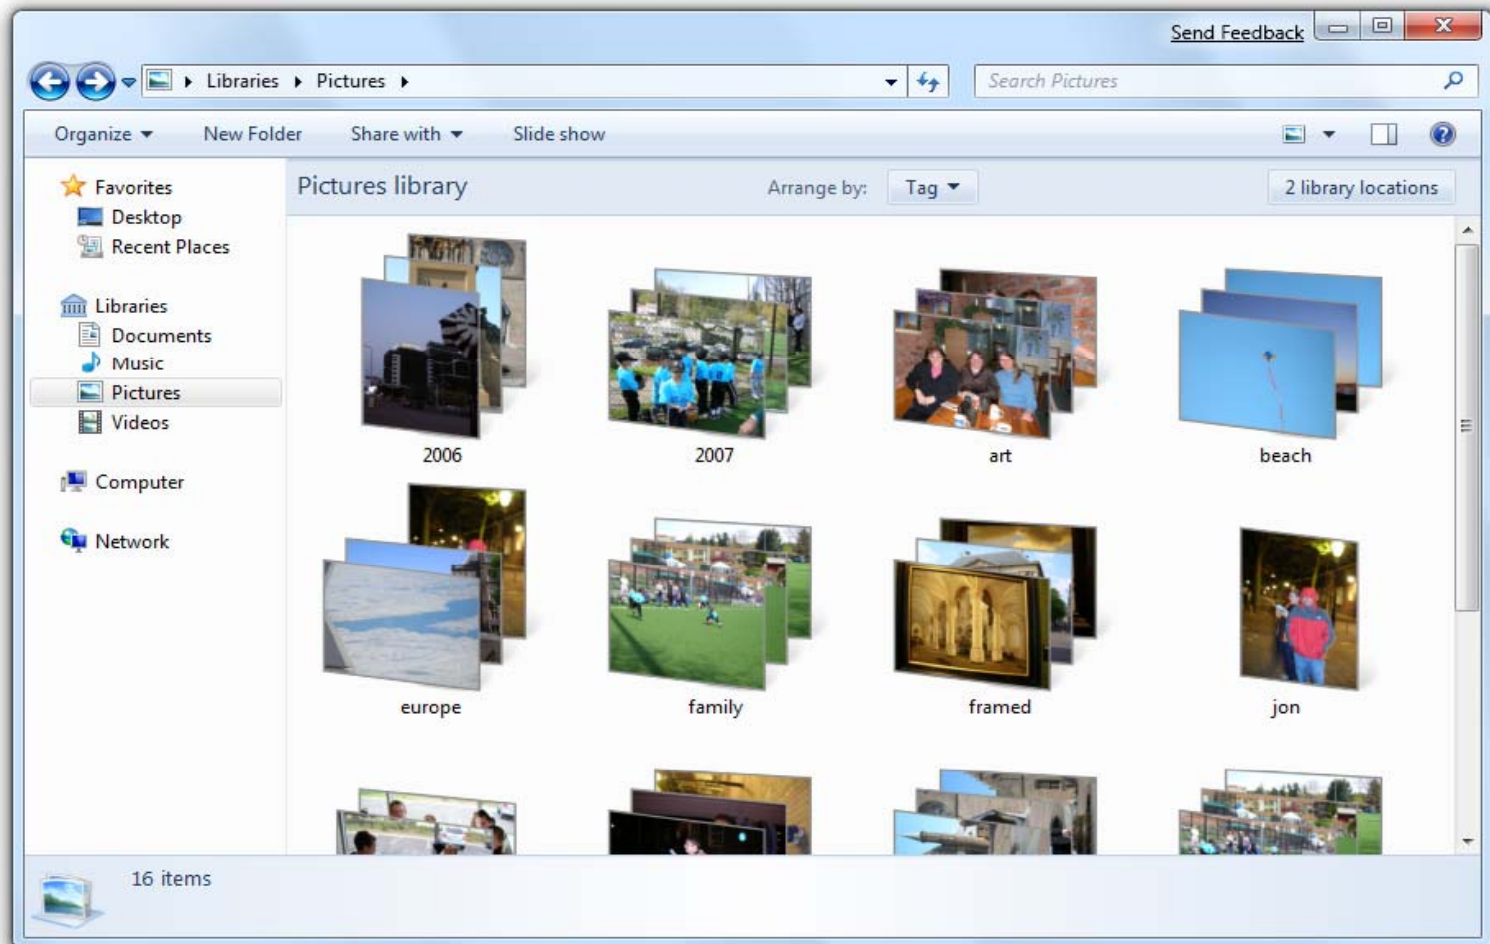 Send Feedback
Libraries Pictures
Search Pictures
Organize New Folder Share with Slide show
Favorites
Desktop
Recent Places
Libraries
Documents
Music
Pictures
Videos
Computer
Network
Pictures library Arrange by: Tag 2 library locations
2006 2007 art beach
europe family framed jon
16 items